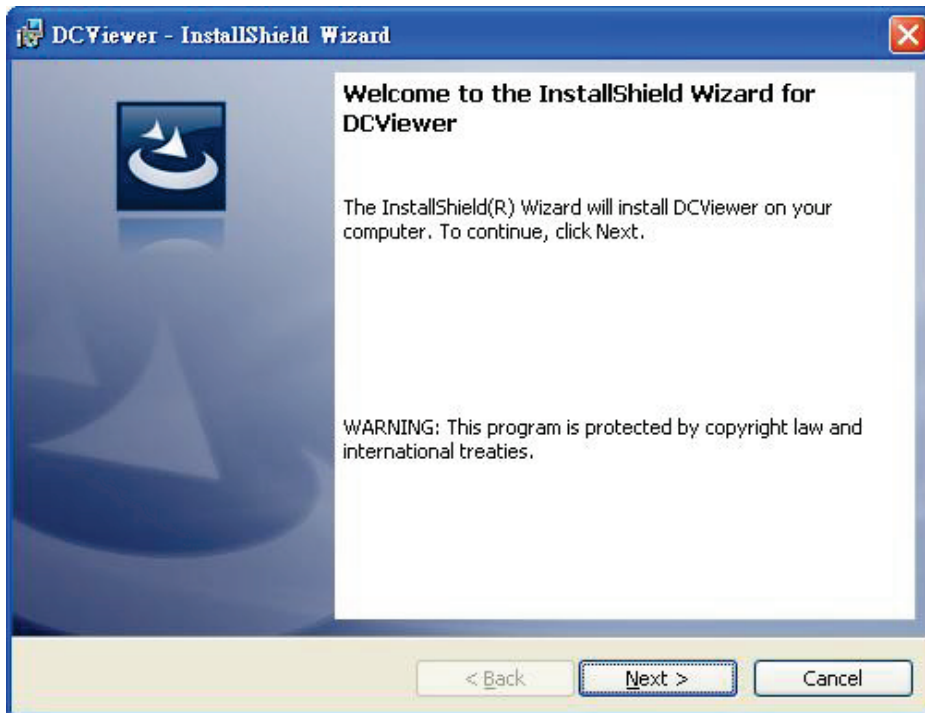 DCViewer - InstallShield Wizard
Welcome to the InstallShield Wizard for
DCViewer
The InstallShield(R) Wizard will install DCViewer on your
computer. To continue, click Next.
WARNING: This program is protected by copyright law and
international treaties.
< Back Next > Cancel